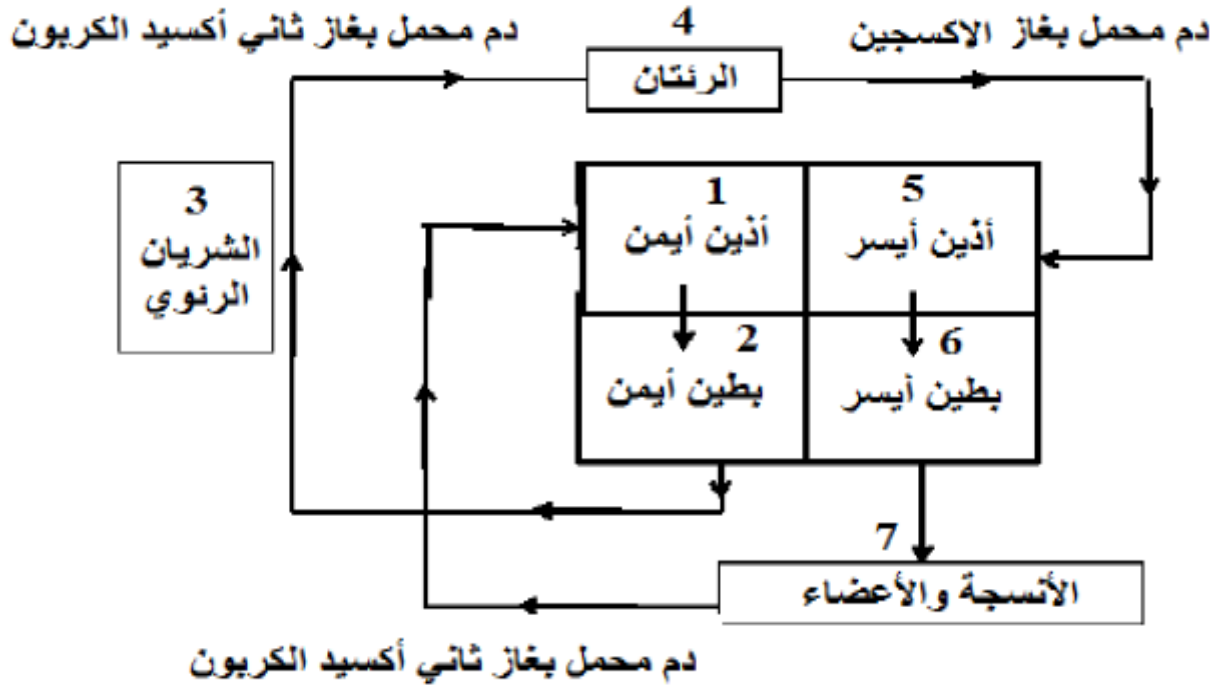 دم محمل بغاز ثاني أكسيد الكربون
4
دم محمل بغاز الاكسجين
الرئتان
3
الشريان
الرئوي
1
أذين أيمن
5
أذين أيسر
2
بطين أيمن
6
بطين أيسر
7
الأنسجة والأعضاء
دم محمل بغاز ثاني أكسيد الكربون